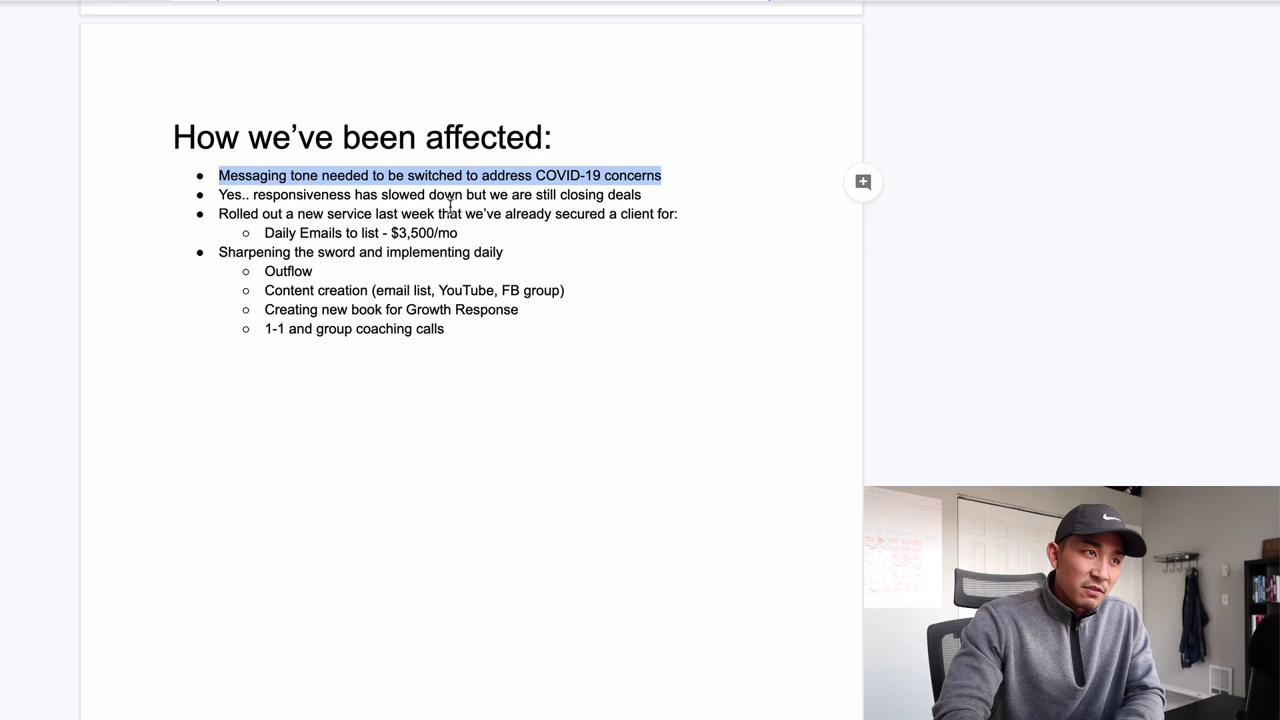 How we’ve been affected:
● Messaging tone needed to be switched to address COVID-19 concerns
● Yes.. responsiveness has slowed down but we are still closing deals
● Rolled out a new service last week that we’ve already secured a client for:
○ Daily Emails to list - $3,500/mo
● Sharpening the sword and implementing daily
○ Outflow
○ Content creation (email list, YouTube, FB group)
○ Creating new book for Growth Response
○ 1-1 and group coaching calls